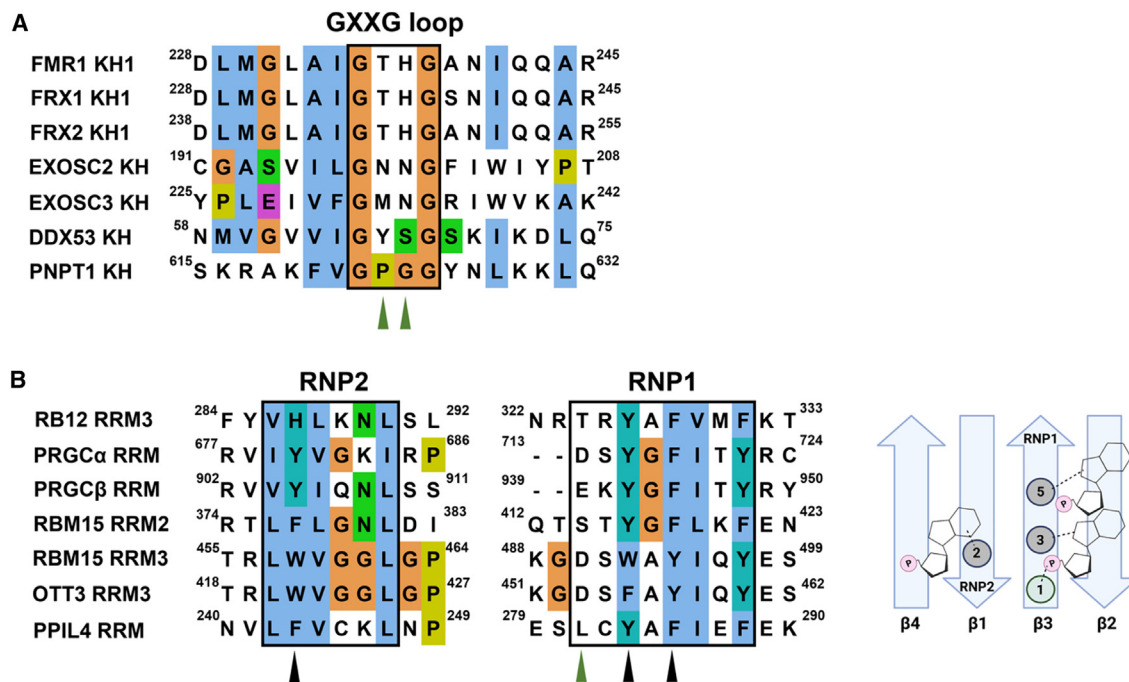 A
GXXG loop
FMR1 KH1 228 D L M G L A I G T H G A N I Q Q A R 245
FRX1 KH1 228 D L M G L A I G T H G S N I Q Q A R 245
FRX2 KH1 238 D L M G L A I G T H G A N I Q Q A R 255
EXOSC2 KH 191 C G A S V I L G N N G F I W I Y P T 208
EXOSC3 KH 225 Y P L E I V F G M N G R I W V K A K 242
DDX53 KH 58 N M V G V V I G Y S G S K I K D L Q 75
PNPT1 KH 615 S K R A K F V G P G G Y N L K K L Q 632
B
RNP2 RNP1
RB12 RRM3 284 F Y V H L K N L S L 292 322 N R T R Y A F V M F K T 333
PRGCα RRM 677 R V I Y V G K I R P 686 713 - - D S Y G F I T Y R C 724
PRGCβ RRM 902 R V V Y I Q N L S S 911 939 - - E K Y G F I T Y R Y 950
RBM15 RRM2 374 R T L F L G N L D I 383 412 Q T S T Y G F L K F E N 423
RBM15 RRM3 455 T R L W V G G L G P 464 488 K G D S W A Y I Q Y E S 499
OTT3 RRM3 418 T R L W V G G L G P 427 451 K G D S F A Y I Q Y E S 462
PPIL4 RRM 240 N V L F V C K L N P 249 279 E S L C Y A F I E F E K 290
RNP1
5
P
3
2
P
P
RNP2
1
β4 β1 β3 β2